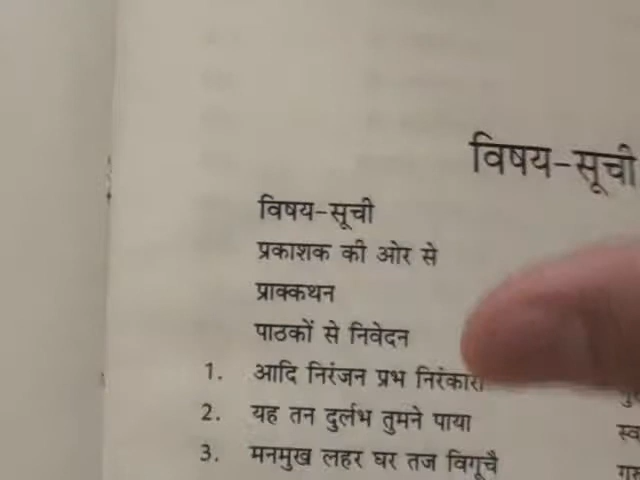 विषय-सूची
विषय-सूची
प्रकाशक की ओर से
प्राक्कथन
पाठकों से निवेदन
1. आदि निरंजन प्रभ निरंकारा
2. यह तन दुर्लभ तुमने पाया
3. मनमुख लहर घर तज विगूचै